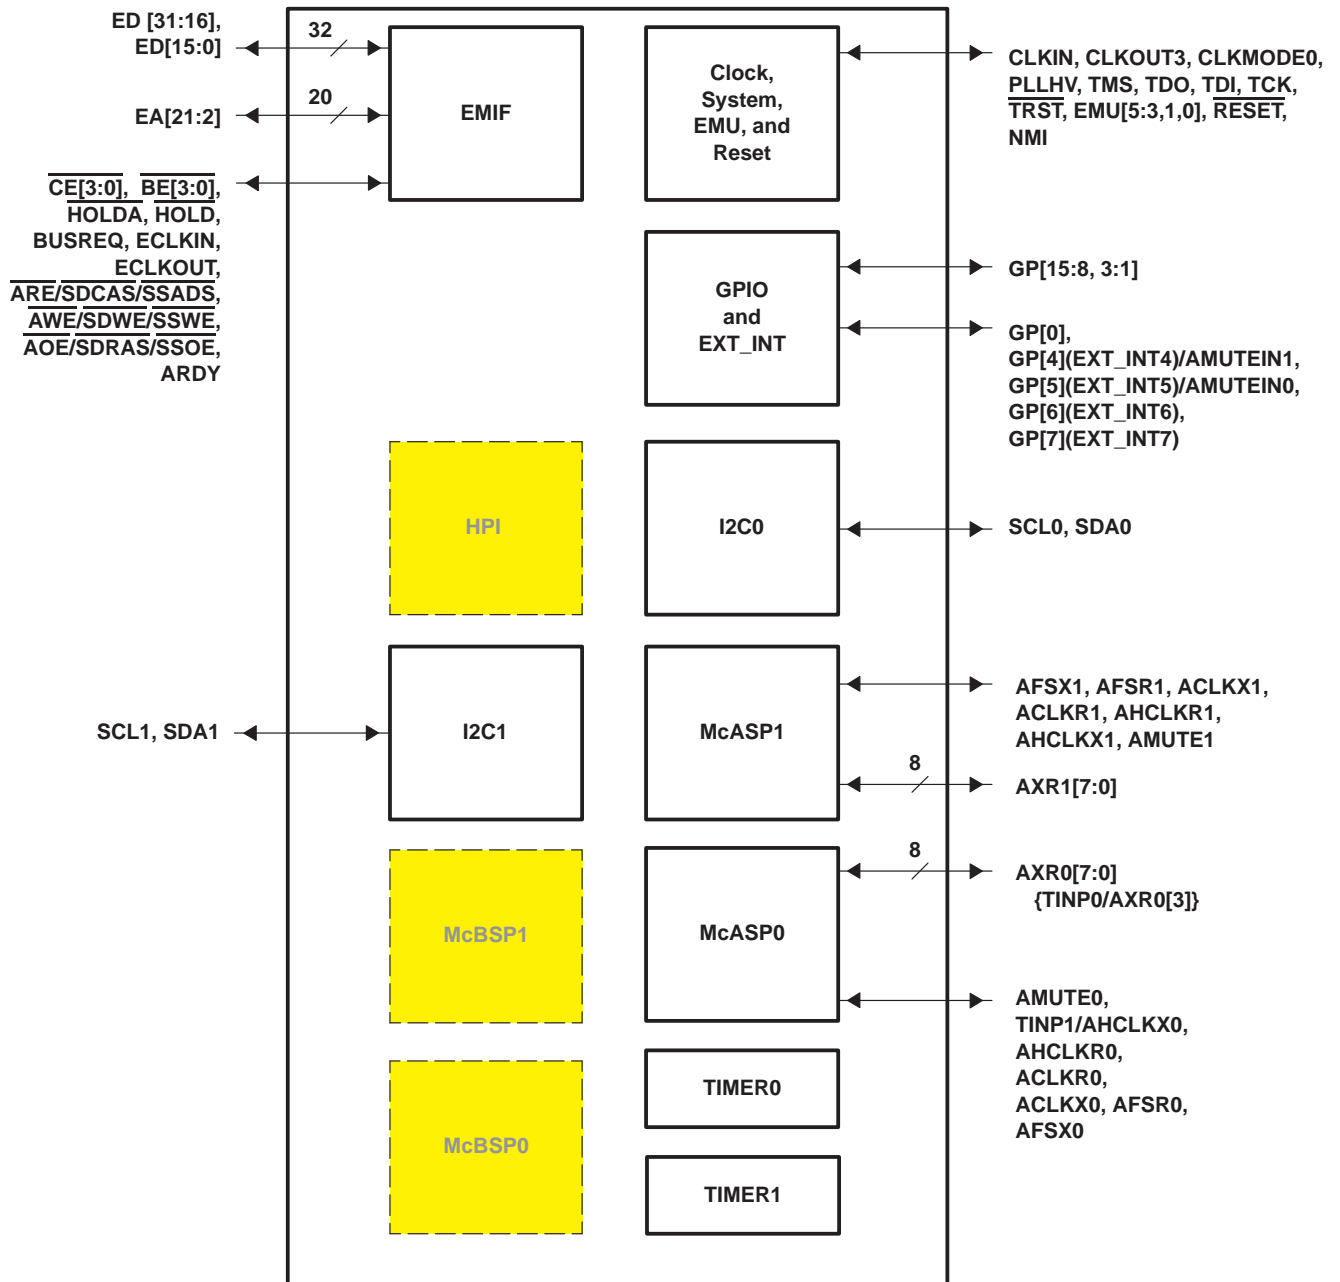 ED [31:16],
ED[15:0]
32
EA[21:2]
20
CE[3:0], BE[3:0],
HOLDA, HOLD,
BUSREQ, ECLKIN,
ECLKOUT,
ARE/SDCAS/SSADS,
AWE/SDWE/SSWE,
AOE/SDRAS/SSOE,
ARDY
EMIF
Clock,
System,
EMU, and
Reset
CLKIN, CLKOUT3, CLKMODE0,
PLLHV, TMS, TDO, TDI, TCK,
TRST, EMU[5:3,1,0], RESET,
NMI
GPIO
and
EXT_INT
GP[15:8, 3:1]
GP[0],
GP[4](EXT_INT4)/AMUTEIN1,
GP[5](EXT_INT5)/AMUTEIN0,
GP[6](EXT_INT6),
GP[7](EXT_INT7)
HPI
I2C0
SCL0, SDA0
SCL1, SDA1
I2C1
McASP1
AFSX1, AFSR1, ACLKX1,
ACLKR1, AHCLKR1,
AHCLKX1, AMUTE1
8
AXR1[7:0]
McBSP1
McASP0
8
AXR0[7:0]
{TINP0/AXR0[3]}
AMUTE0,
TINP1/AHCLKX0,
AHCLKR0,
ACLKR0,
ACLKX0, AFSR0,
AFSX0
McBSP0
TIMER0
TIMER1